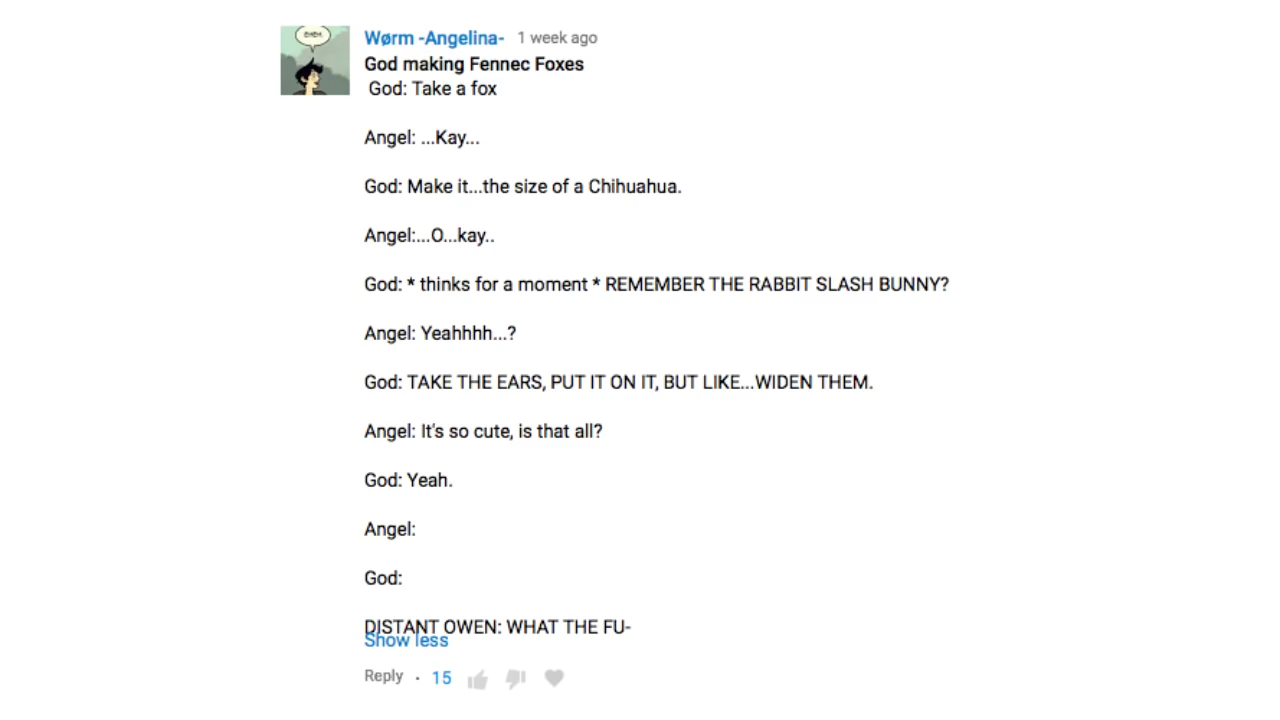 Wørm -Angelina- 1 week ago
God making Fennec Foxes
God: Take a fox
Angel: ...Kay...
God: Make it...the size of a Chihuahua.
Angel:...O...kay..
God: * thinks for a moment * REMEMBER THE RABBIT SLASH BUNNY?
Angel: Yeahhhh...?
God: TAKE THE EARS, PUT IT ON IT, BUT LIKE...WIDEN THEM.
Angel: It's so cute, is that all?
God: Yeah.
Angel:
God:
DISTANT OWEN: WHAT THE FU-
Show less
Reply · 15